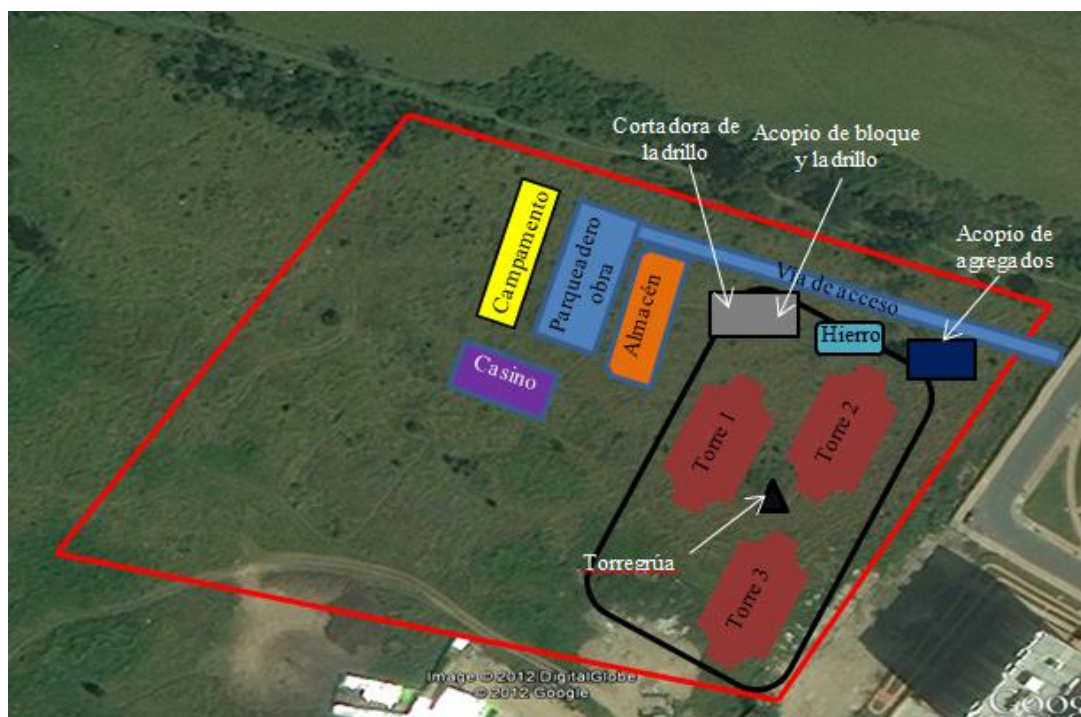 Cortadora de
ladrillo
Acopio de bloque
y ladrillo
Acopio de
agregados
Campamento
Parqueadero
obra
Almacén
Vía de acceso
Hierro
Casino
Torre 1
Torre 2
Torregrúa
Torre 3
Image © 2012 DigitalGlobe
© 2012 Google
Goog